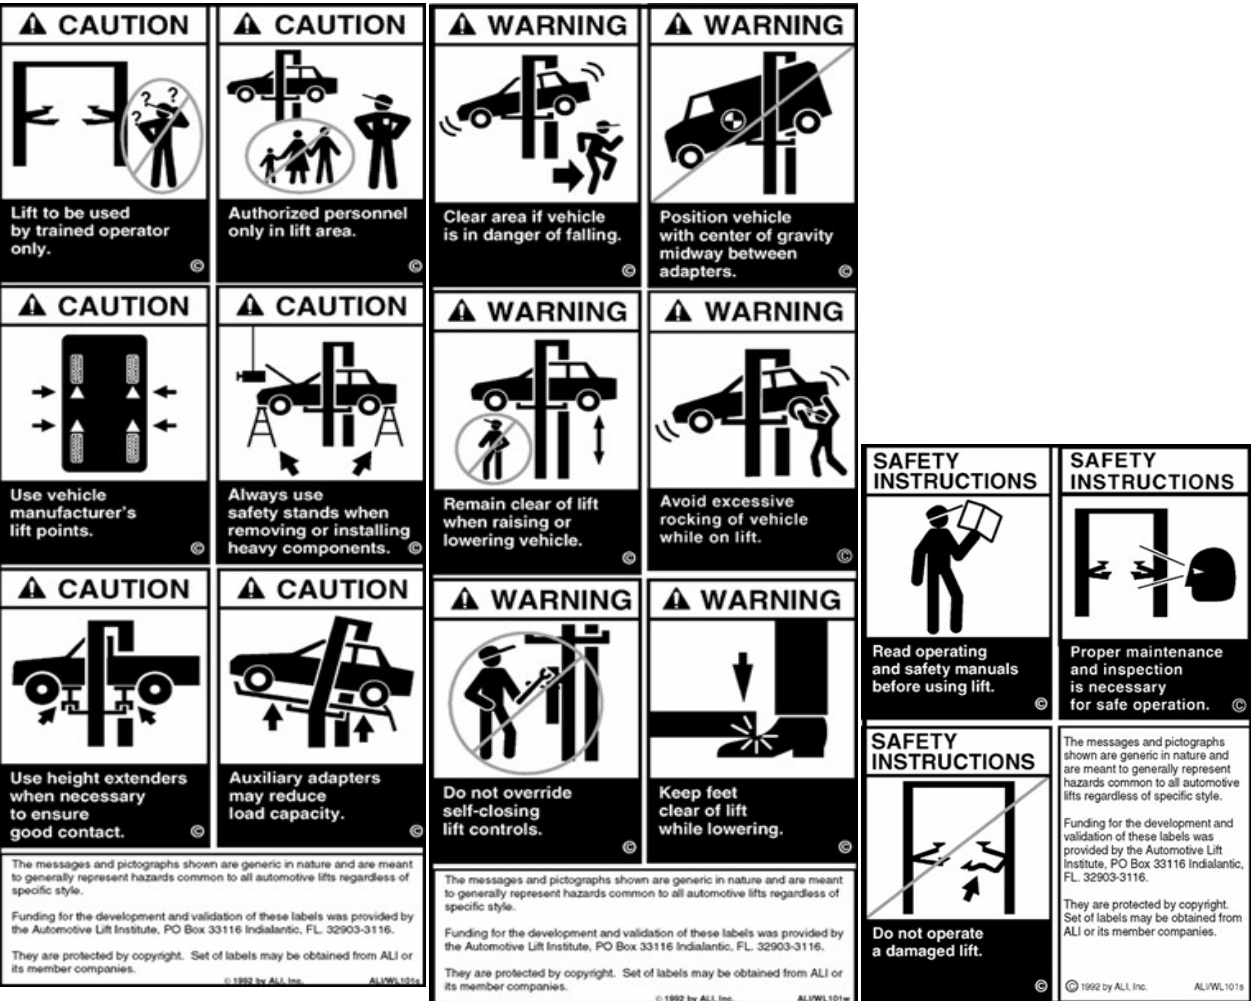 CAUTION
Lift to be used
by trained operator
only.
©
CAUTION
Authorized personnel
only in lift area.
©
CAUTION
Use vehicle
manufacturer's
lift points.
©
CAUTION
Always use
safety stands when
removing or installing
heavy components.
©
CAUTION
Use height extenders
when necessary
to ensure
good contact.
©
CAUTION
Auxiliary adapters
may reduce
load capacity.
©
The messages and pictographs shown are generic in nature and are meant
to generally represent hazards common to all automotive lifts regardless of
specific style.
Funding for the development and validation of these labels was provided by
the Automotive Lift Institute, PO Box 33116 Indialantic, FL. 32903-3116.
They are protected by copyright. Set of labels may be obtained from ALI or
its member companies.
© 1992 by ALI, Inc. ALI/WL101c
WARNING
Clear area if vehicle
is in danger of falling.
©
WARNING
Position vehicle
with center of gravity
midway between
adapters.
©
WARNING
Remain clear of lift
when raising or
lowering vehicle.
©
WARNING
Avoid excessive
rocking of vehicle
while on lift.
©
WARNING
Do not override
self-closing
lift controls.
©
WARNING
Keep feet
clear of lift
while lowering.
©
The messages and pictographs shown are generic in nature and are meant
to generally represent hazards common to all automotive lifts regardless of
specific style.
Funding for the development and validation of these labels was provided by
the Automotive Lift Institute, PO Box 33116 Indialantic, FL. 32903-3116.
They are protected by copyright. Set of labels may be obtained from ALI or
its member companies.
© 1992 by ALI, Inc. ALI/WL101w
SAFETY
INSTRUCTIONS
Read operating
and safety manuals
before using lift.
©
SAFETY
INSTRUCTIONS
Proper maintenance
and inspection
is necessary
for safe operation.
©
SAFETY
INSTRUCTIONS
Do not operate
a damaged lift.
©
The messages and pictographs
shown are generic in nature and
are meant to generally represent
hazards common to all automotive
lifts regardless of specific style.
Funding for the development and
validation of these labels was
provided by the Automotive Lift
Institute, PO Box 33116 Indialantic,
FL. 32903-3116.
They are protected by copyright.
Set of labels may be obtained from
ALI or its member companies.
© 1992 by ALI, Inc. ALI/WL101s